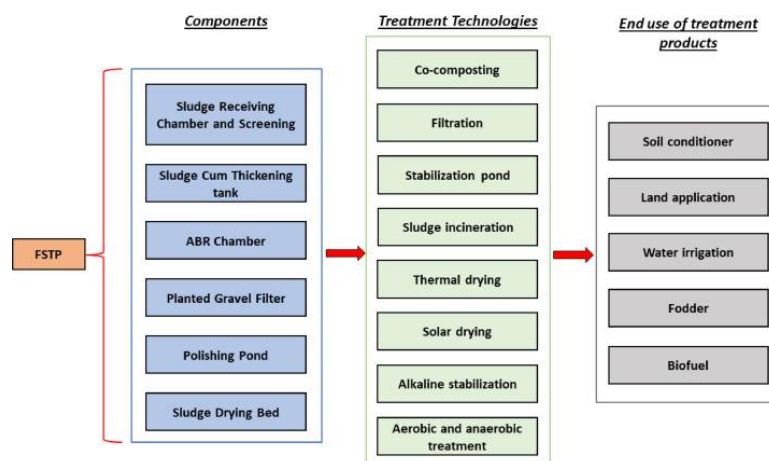 Components
Treatment Technologies
End use of treatment
products
FSTP
Sludge Receiving
Chamber and Screening
Sludge Cum Thickening
tank
ABR Chamber
Planted Gravel Filter
Polishing Pond
Sludge Drying Bed
Co-composting
Filtration
Stabilization pond
Sludge incineration
Thermal drying
Solar drying
Alkaline stabilization
Aerobic and anaerobic
treatment
Soil conditioner
Land application
Water irrigation
Fodder
Biofuel